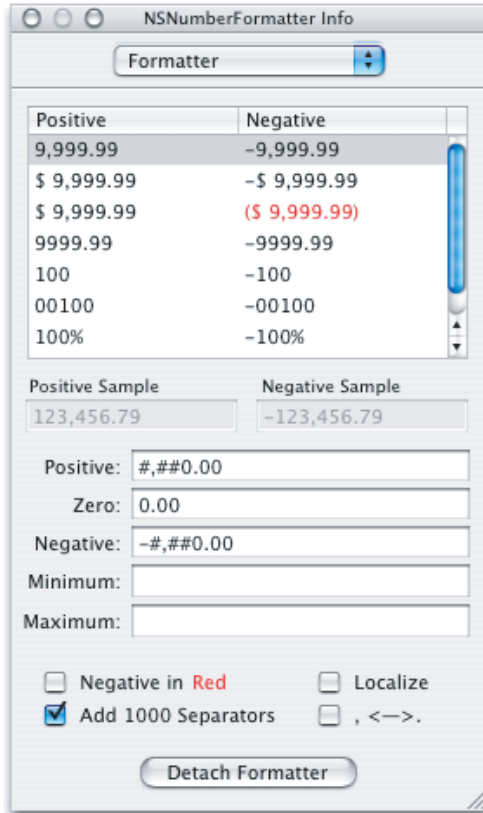 NSNumberFormatter Info
Formatter
Positive Negative
9,999.99 -9,999.99
$ 9,999.99 -$ 9,999.99
$ 9,999.99 ($ 9,999.99)
9999.99 -9999.99
100 -100
00100 -00100
100% -100%
Positive Sample Negative Sample
123,456.79 -123,456.79
Positive: #,##0.00
Zero: 0.00
Negative: -#,##0.00
Minimum:
Maximum:
Negative in Red Localize
Add 1000 Separators , <—>.
Detach Formatter